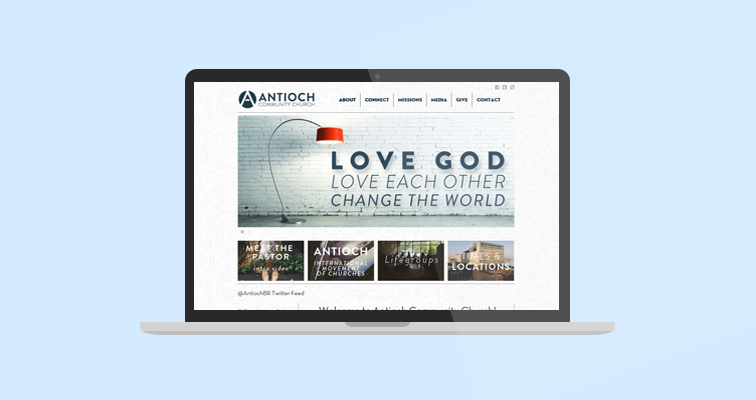 ANTIOCH
COMMUNITY CHURCH
ABOUT
CONNECT
MISSIONS
MEDIA
GIVE
CONTACT
LOVE GOD
LOVE EACH OTHER
CHANGE THE WORLD
MEET THE
PASTOR
intro video
ANTIOCH
INTERNATIONAL
MOVEMENT
OF CHURCHES
Lifegroups
TIMES &
LOCATIONS
@AntiochBR Twitter Feed
Welcome to Antioch Community Church!